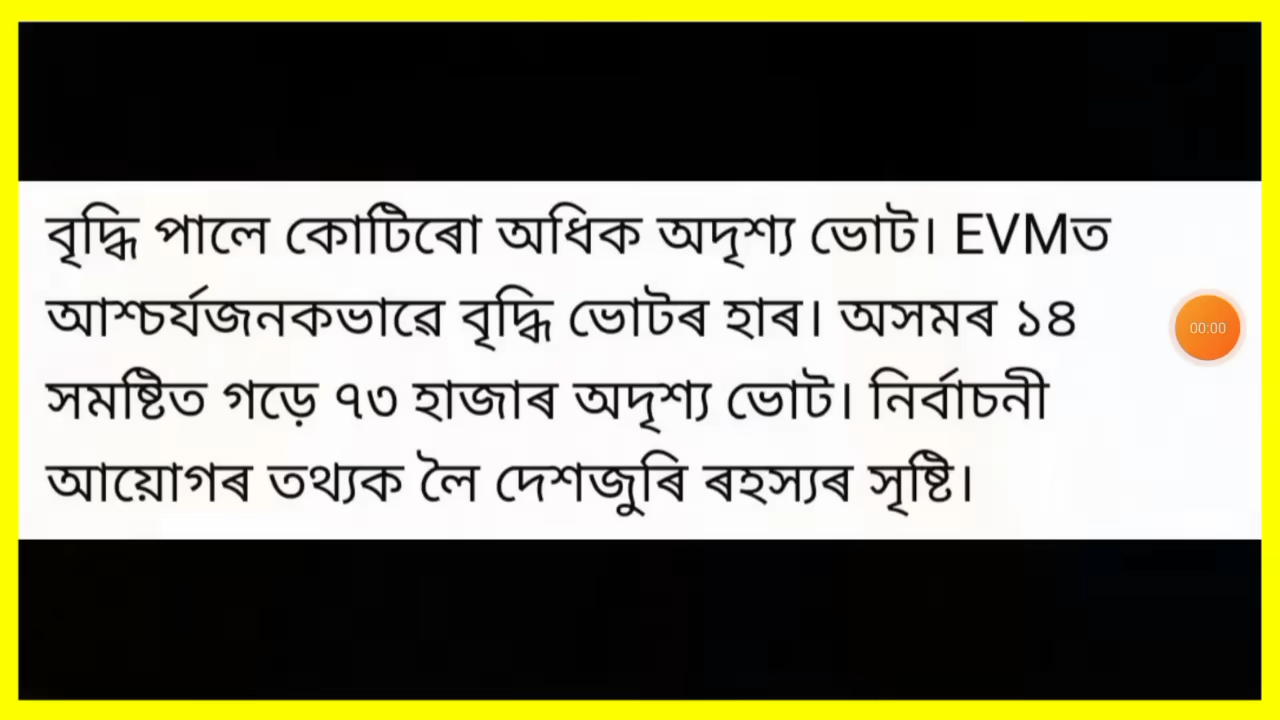 বৃদ্ধি পালে কোটিৰো অধিক অদৃশ্য ভোট। EVMত
আশ্চৰ্যজনকভাৱে বৃদ্ধি ভোটৰ হাৰ। অসমৰ ১৪
সমষ্টিত গড়ে ৭৩ হাজাৰ অদৃশ্য ভোট। নিৰ্বাচনী
আয়োগৰ তথ্যক লৈ দেশজুৰি ৰহস্যৰ সৃষ্টি।
00:00